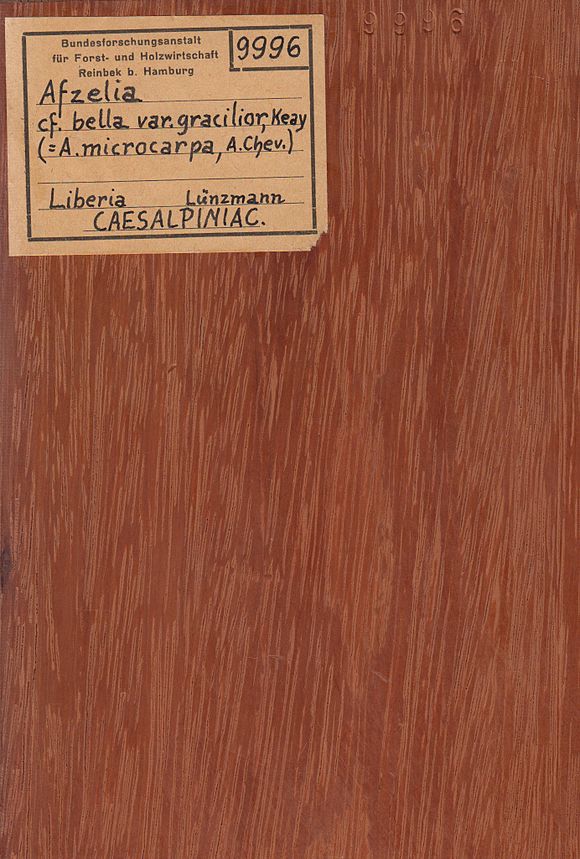 Bundesforschungsanstalt
für Forst- und Holzwirtschaft
Reinbek b. Hamburg
9996
Afzelia
cf. bella var. gracilior, Keay
(= A. microcarpa, A. Chev.)
Liberia Lünzmann
CAESALPINIAC.
9996